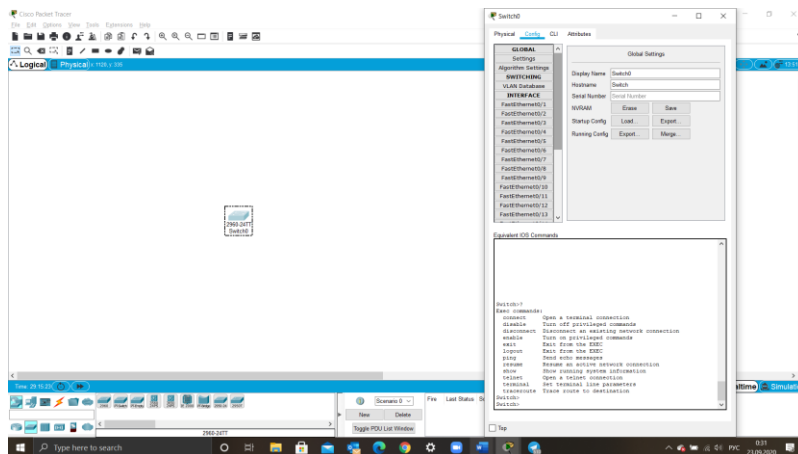 Cisco Packet Tracer
File Edit Options View Tools Extensions Help
Logical Physical x: 1128, y: 335
2960-24TT
Switch0
Time: 29:15:33
Realtime Simulati
Scenario 0
Fire Last Status
New Delete
Toggle PDU List Window
2960-24TT
Switch0
Physical Config CLI Attributes
GLOBAL
Settings
Algorithm Settings
SWITCHING
VLAN Database
INTERFACE
FastEthernet0/1
FastEthernet0/2
FastEthernet0/3
FastEthernet0/4
FastEthernet0/5
FastEthernet0/6
FastEthernet0/7
FastEthernet0/8
FastEthernet0/9
FastEthernet0/10
FastEthernet0/11
FastEthernet0/12
FastEthernet0/13
Global Settings
Display Name Switch0
Hostname Switch
Serial Number Serial Number
NVRAM Erase Save
Startup Config Load... Export...
Running Config Export... Merge...
Equivalent IOS Commands
Switch>?
Exec commands:
connect Open a terminal connection
disable Turn off privileged commands
disconnect Disconnect an existing network connection
enable Turn on privileged commands
exit Exit from the EXEC
logout Exit from the EXEC
ping Send echo messages
resume Resume an active network connection
show Show running system information
telnet Open a telnet connection
terminal Set terminal line parameters
traceroute Trace route to destination
Switch>
Switch>
Top
Type here to search
РУС
0:31
23.09.2020